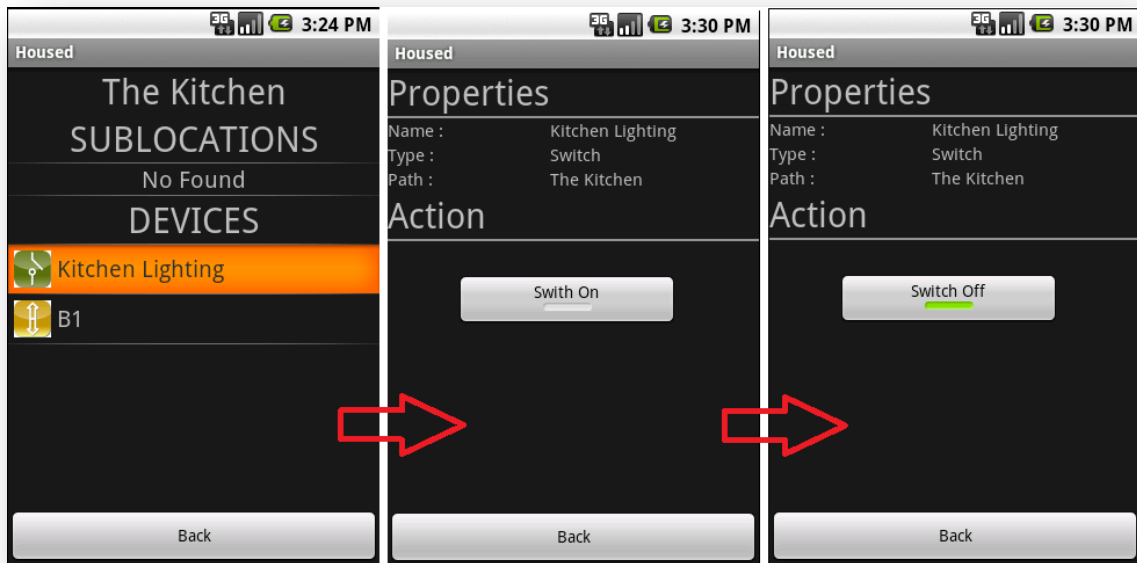 3G 3:24 PM
Housed
The Kitchen
SUBLOCATIONS
No Found
DEVICES
Kitchen Lighting
B1
Back
3G 3:30 PM
Housed
Properties
Name : Kitchen Lighting
Type : Switch
Path : The Kitchen
Action
Swith On
Back
3G 3:30 PM
Housed
Properties
Name : Kitchen Lighting
Type : Switch
Path : The Kitchen
Action
Switch Off
Back